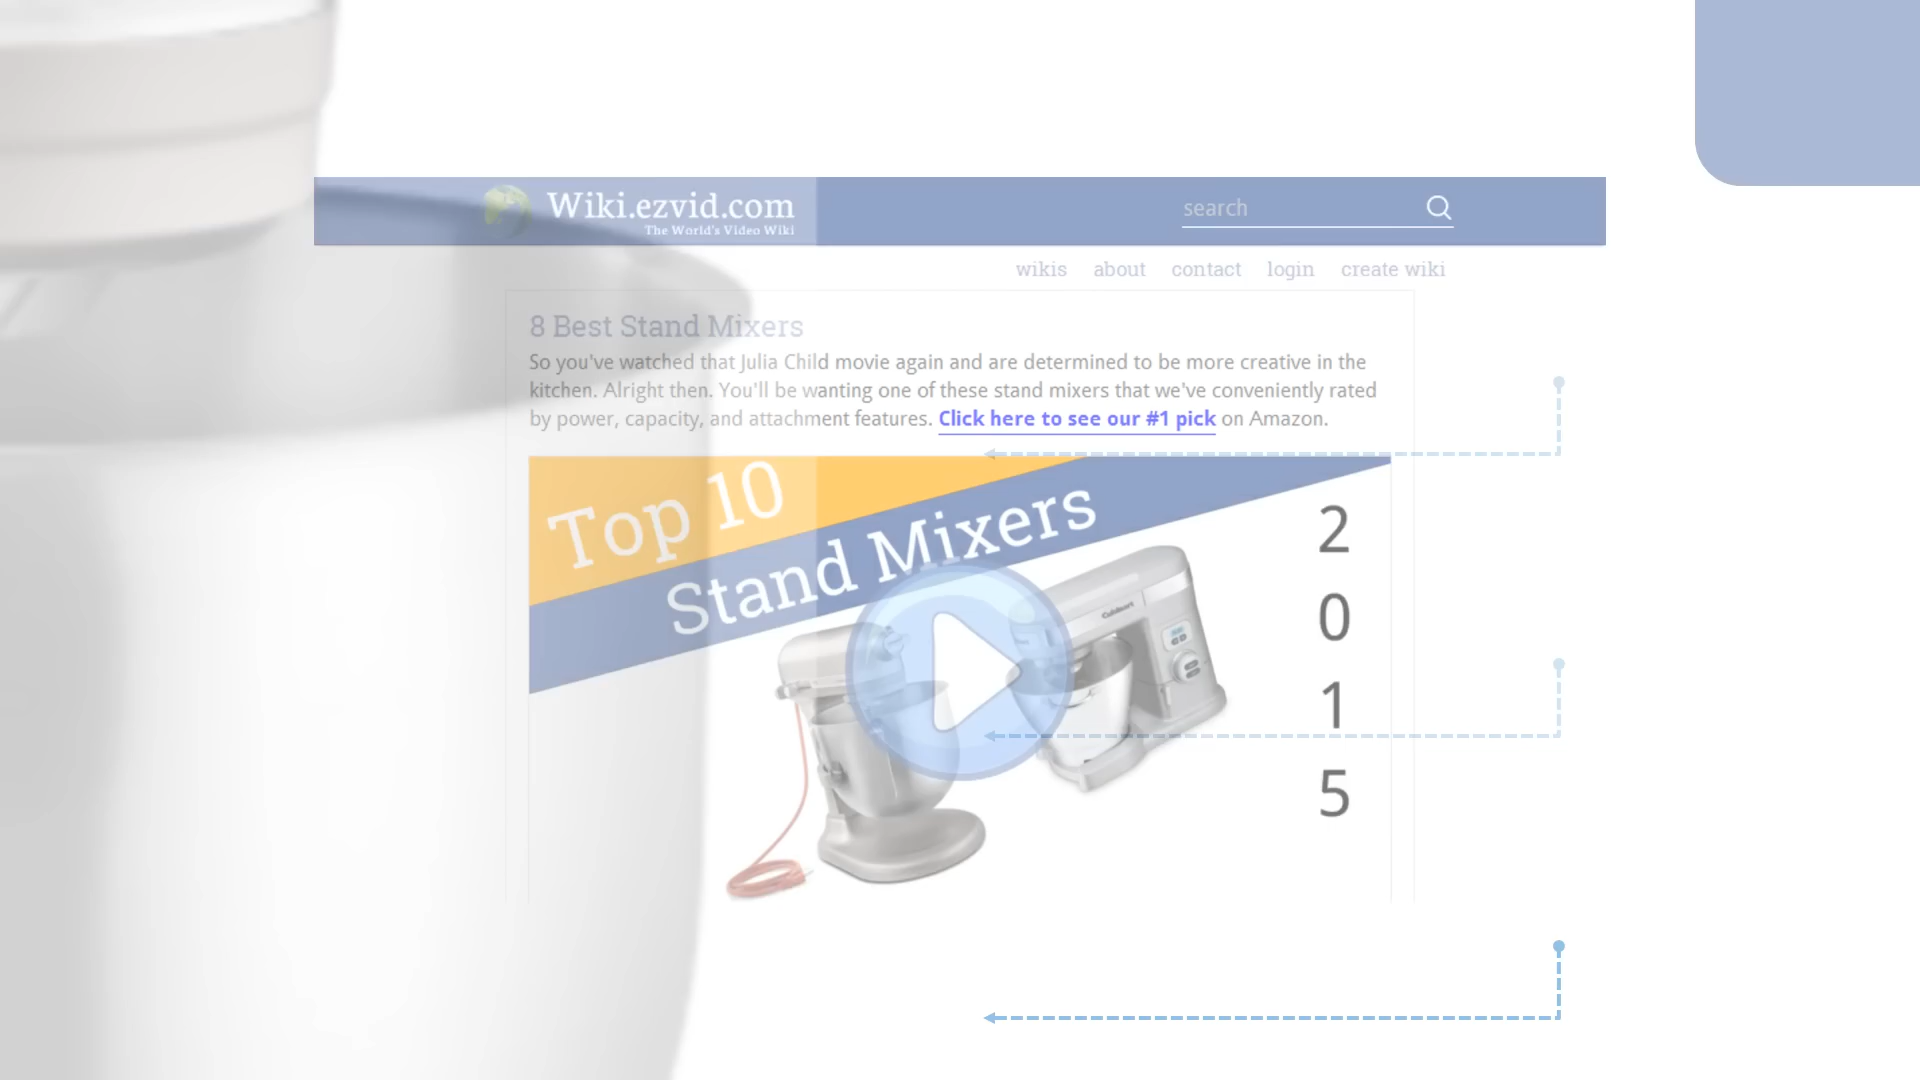 Wiki.ezvid.com
The World's Video Wiki
search
wikis about contact login create wiki
8 Best Stand Mixers
So you've watched that Julia Child movie again and are determined to be more creative in the
kitchen. Alright then. You'll be wanting one of these stand mixers that we've conveniently rated
by power, capacity, and attachment features. Click here to see our #1 pick on Amazon.
Top 10
Stand Mixers
Cuisinart
2
0
1
5